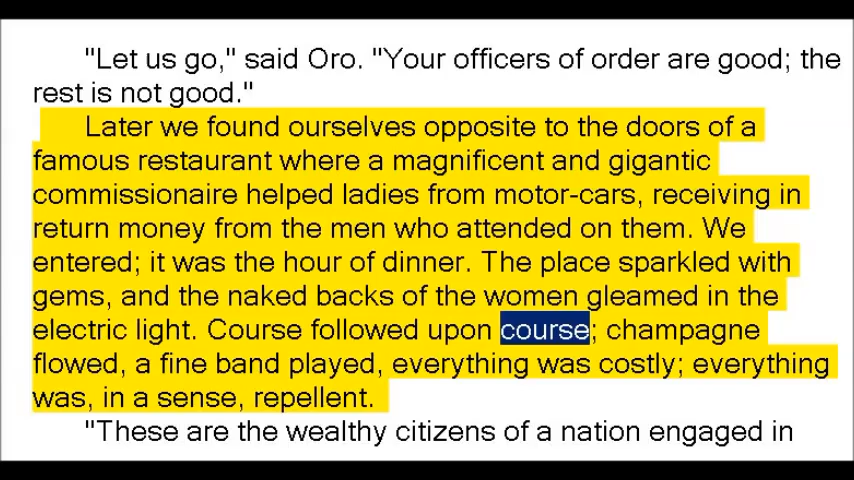 "Let us go," said Oro. "Your officers of order are good; the
rest is not good."
Later we found ourselves opposite to the doors of a
famous restaurant where a magnificent and gigantic
commissionaire helped ladies from motor-cars, receiving in
return money from the men who attended on them. We
entered; it was the hour of dinner. The place sparkled with
gems, and the naked backs of the women gleamed in the
electric light. Course followed upon course; champagne
flowed, a fine band played, everything was costly; everything
was, in a sense, repellent.
"These are the wealthy citizens of a nation engaged in